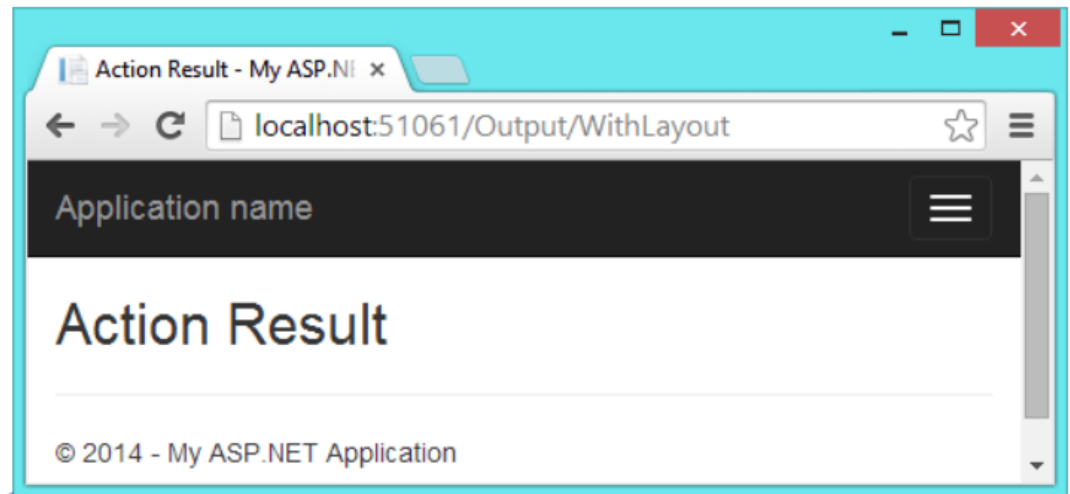 Action Result - My ASP.NE
localhost:51061/Output/WithLayout
Application name
Action Result
© 2014 - My ASP.NET Application